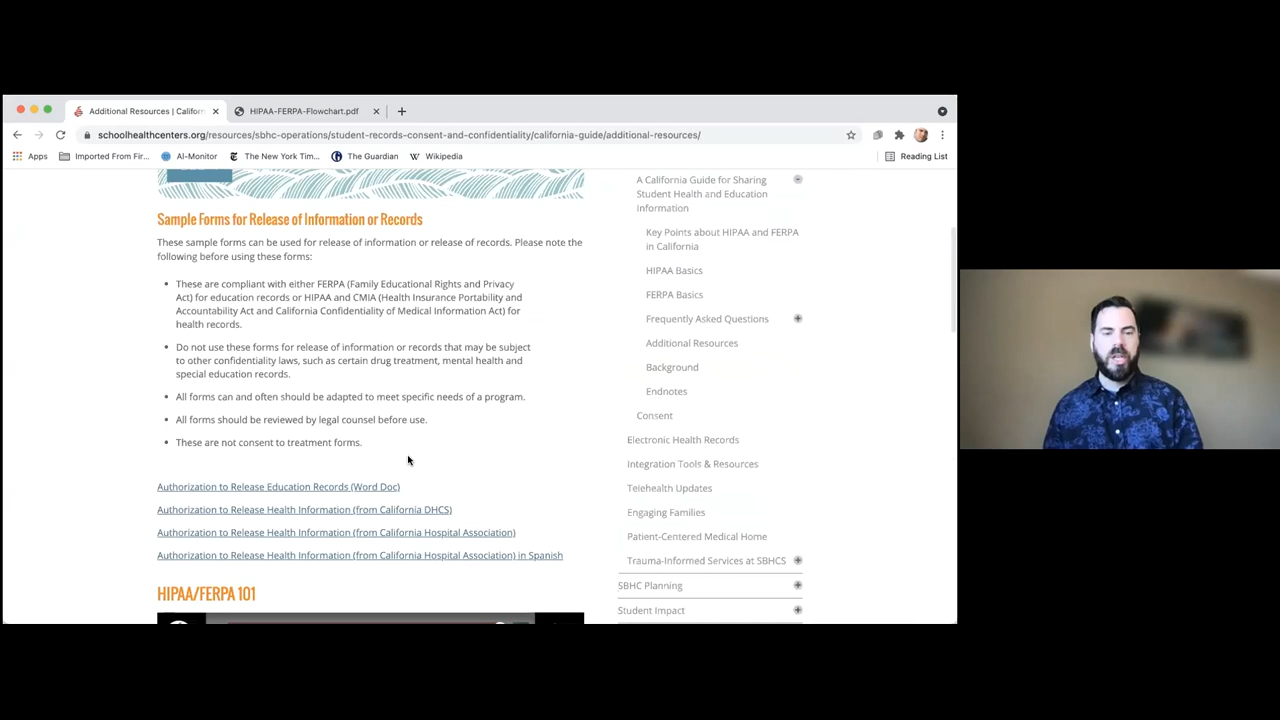 Additional Resources | Californ
HIPAA-FERPA-Flowchart.pdf
schoolhealthcenters.org/resources/sbhc-operations/student-records-consent-and-confidentiality/california-guide/additional-resources/
Apps
Imported From Fir...
Al-Monitor
The New York Tim...
The Guardian
W Wikipedia
Reading List
Sample Forms for Release of Information or Records
These sample forms can be used for release of information or release of records. Please note the
following before using these forms:
These are compliant with either FERPA (Family Educational Rights and Privacy
Act) for education records or HIPAA and CMIA (Health Insurance Portability and
Accountability Act and California Confidentiality of Medical Information Act) for
health records.
Do not use these forms for release of information or records that may be subject
to other confidentiality laws, such as certain drug treatment, mental health and
special education records.
All forms can and often should be adapted to meet specific needs of a program.
All forms should be reviewed by legal counsel before use.
These are not consent to treatment forms.
Authorization to Release Education Records (Word Doc)
Authorization to Release Health Information (from California DHCS)
Authorization to Release Health Information (from California Hospital Association)
Authorization to Release Health Information (from California Hospital Association) in Spanish
HIPAA/FERPA 101
A California Guide for Sharing
Student Health and Education
Information
Key Points about HIPAA and FERPA
in California
HIPAA Basics
FERPA Basics
Frequently Asked Questions
Additional Resources
Background
Endnotes
Consent
Electronic Health Records
Integration Tools & Resources
Telehealth Updates
Engaging Families
Patient-Centered Medical Home
Trauma-Informed Services at SBHCS
SBHC Planning
Student Impact